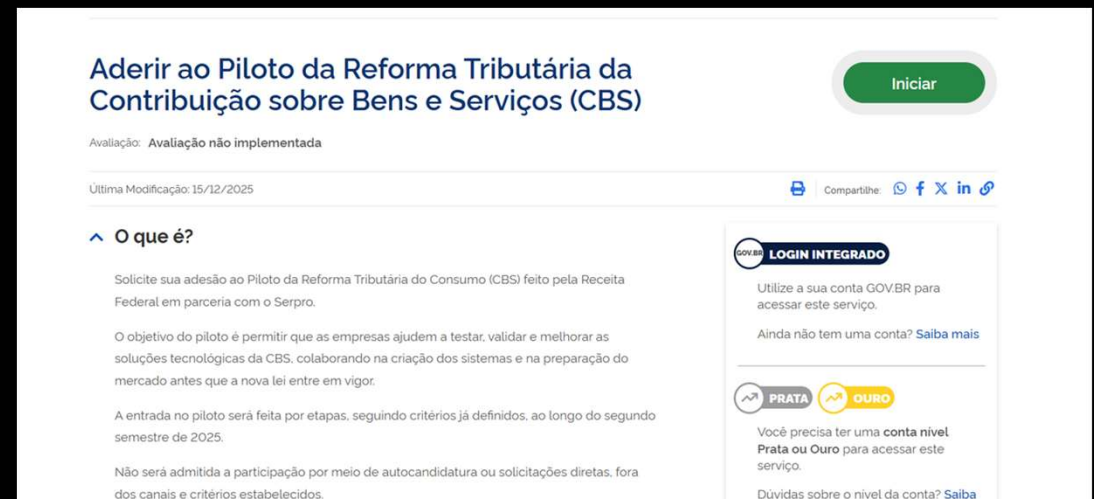 Aderir ao Piloto da Reforma Tributária da
Contribuição sobre Bens e Serviços (CBS)
Iniciar
Avaliação: Avaliação não implementada
Última Modificação: 15/12/2025
Compartilhe:
O que é?
Solicite sua adesão ao Piloto da Reforma Tributária do Consumo (CBS) feito pela Receita
Federal em parceria com o Serpro.
O objetivo do piloto é permitir que as empresas ajudem a testar, validar e melhorar as
soluções tecnológicas da CBS, colaborando na criação dos sistemas e na preparação do
mercado antes que a nova lei entre em vigor.
A entrada no piloto será feita por etapas, seguindo critérios já definidos, ao longo do segundo
semestre de 2025.
Não será admitida a participação por meio de autocandidatura ou solicitações diretas, fora
dos canais e critérios estabelecidos.
GOV.BR LOGIN INTEGRADO
Utilize a sua conta GOV.BR para
acessar este serviço.
Ainda não tem uma conta? Saiba mais
PRATA OURO
Você precisa ter uma conta nível
Prata ou Ouro para acessar este
serviço.
Dúvidas sobre o nível da conta? Saiba